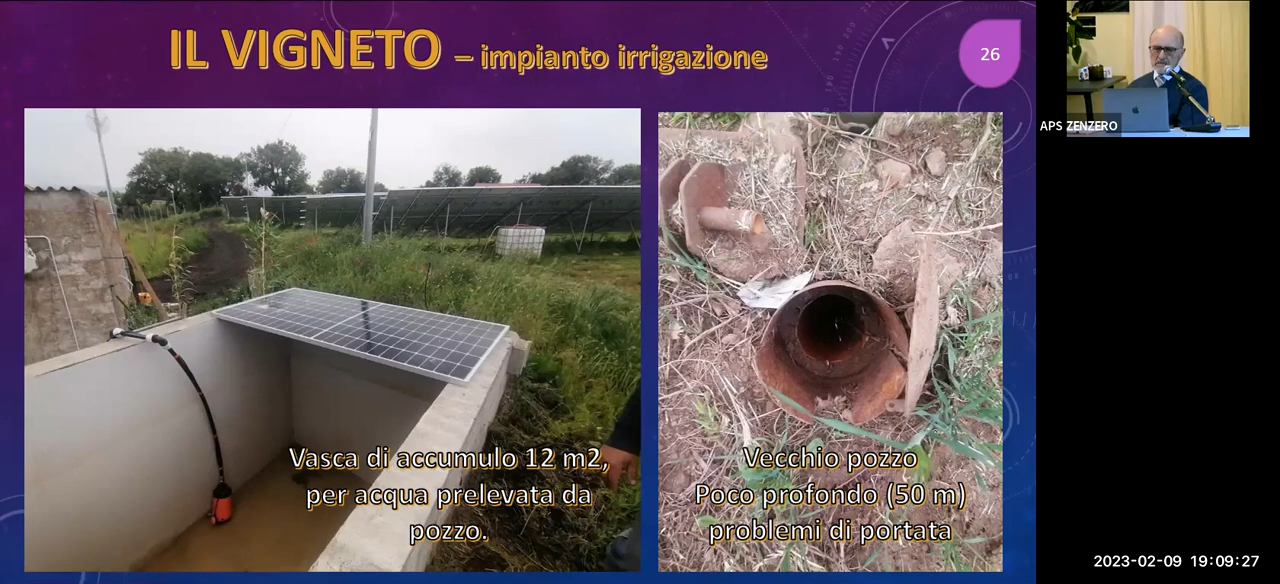 IL VIGNETO – impianto irrigazione
26
APS ZENZERO
Vasca di accumulo 12 m2,
per acqua prelevata da
pozzo.
Vecchio pozzo
Poco profondo (50 m)
problemi di portata
2023-02-09 19:09:27